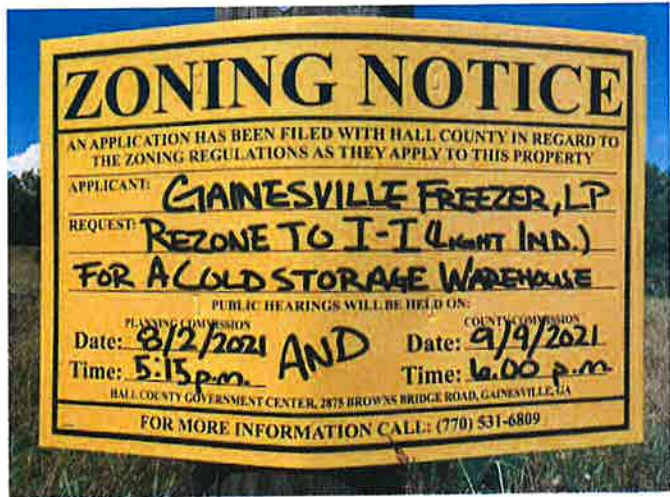 ZONING NOTICE
AN APPLICATION HAS BEEN FILED WITH HALL COUNTY IN REGARD TO
THE ZONING REGULATIONS AS THEY APPLY TO THIS PROPERTY
APPLICANT: GAINESVILLE FREEZER, LP
REQUEST: REZONE TO I-I (LIGHT IND.)
FOR A COLD STORAGE WAREHOUSE
PUBLIC HEARINGS WILL BE HELD ON:
PLANNING COMMISSION COUNTY COMMISSION
Date: 8/2/2021 AND Date: 9/9/2021
Time: 5:15 p.m. Time: 6:00 p.m.
HALL COUNTY GOVERNMENT CENTER, 2875 BROWNS BRIDGE ROAD, GAINESVILLE, GA
FOR MORE INFORMATION CALL: (770) 531-6809